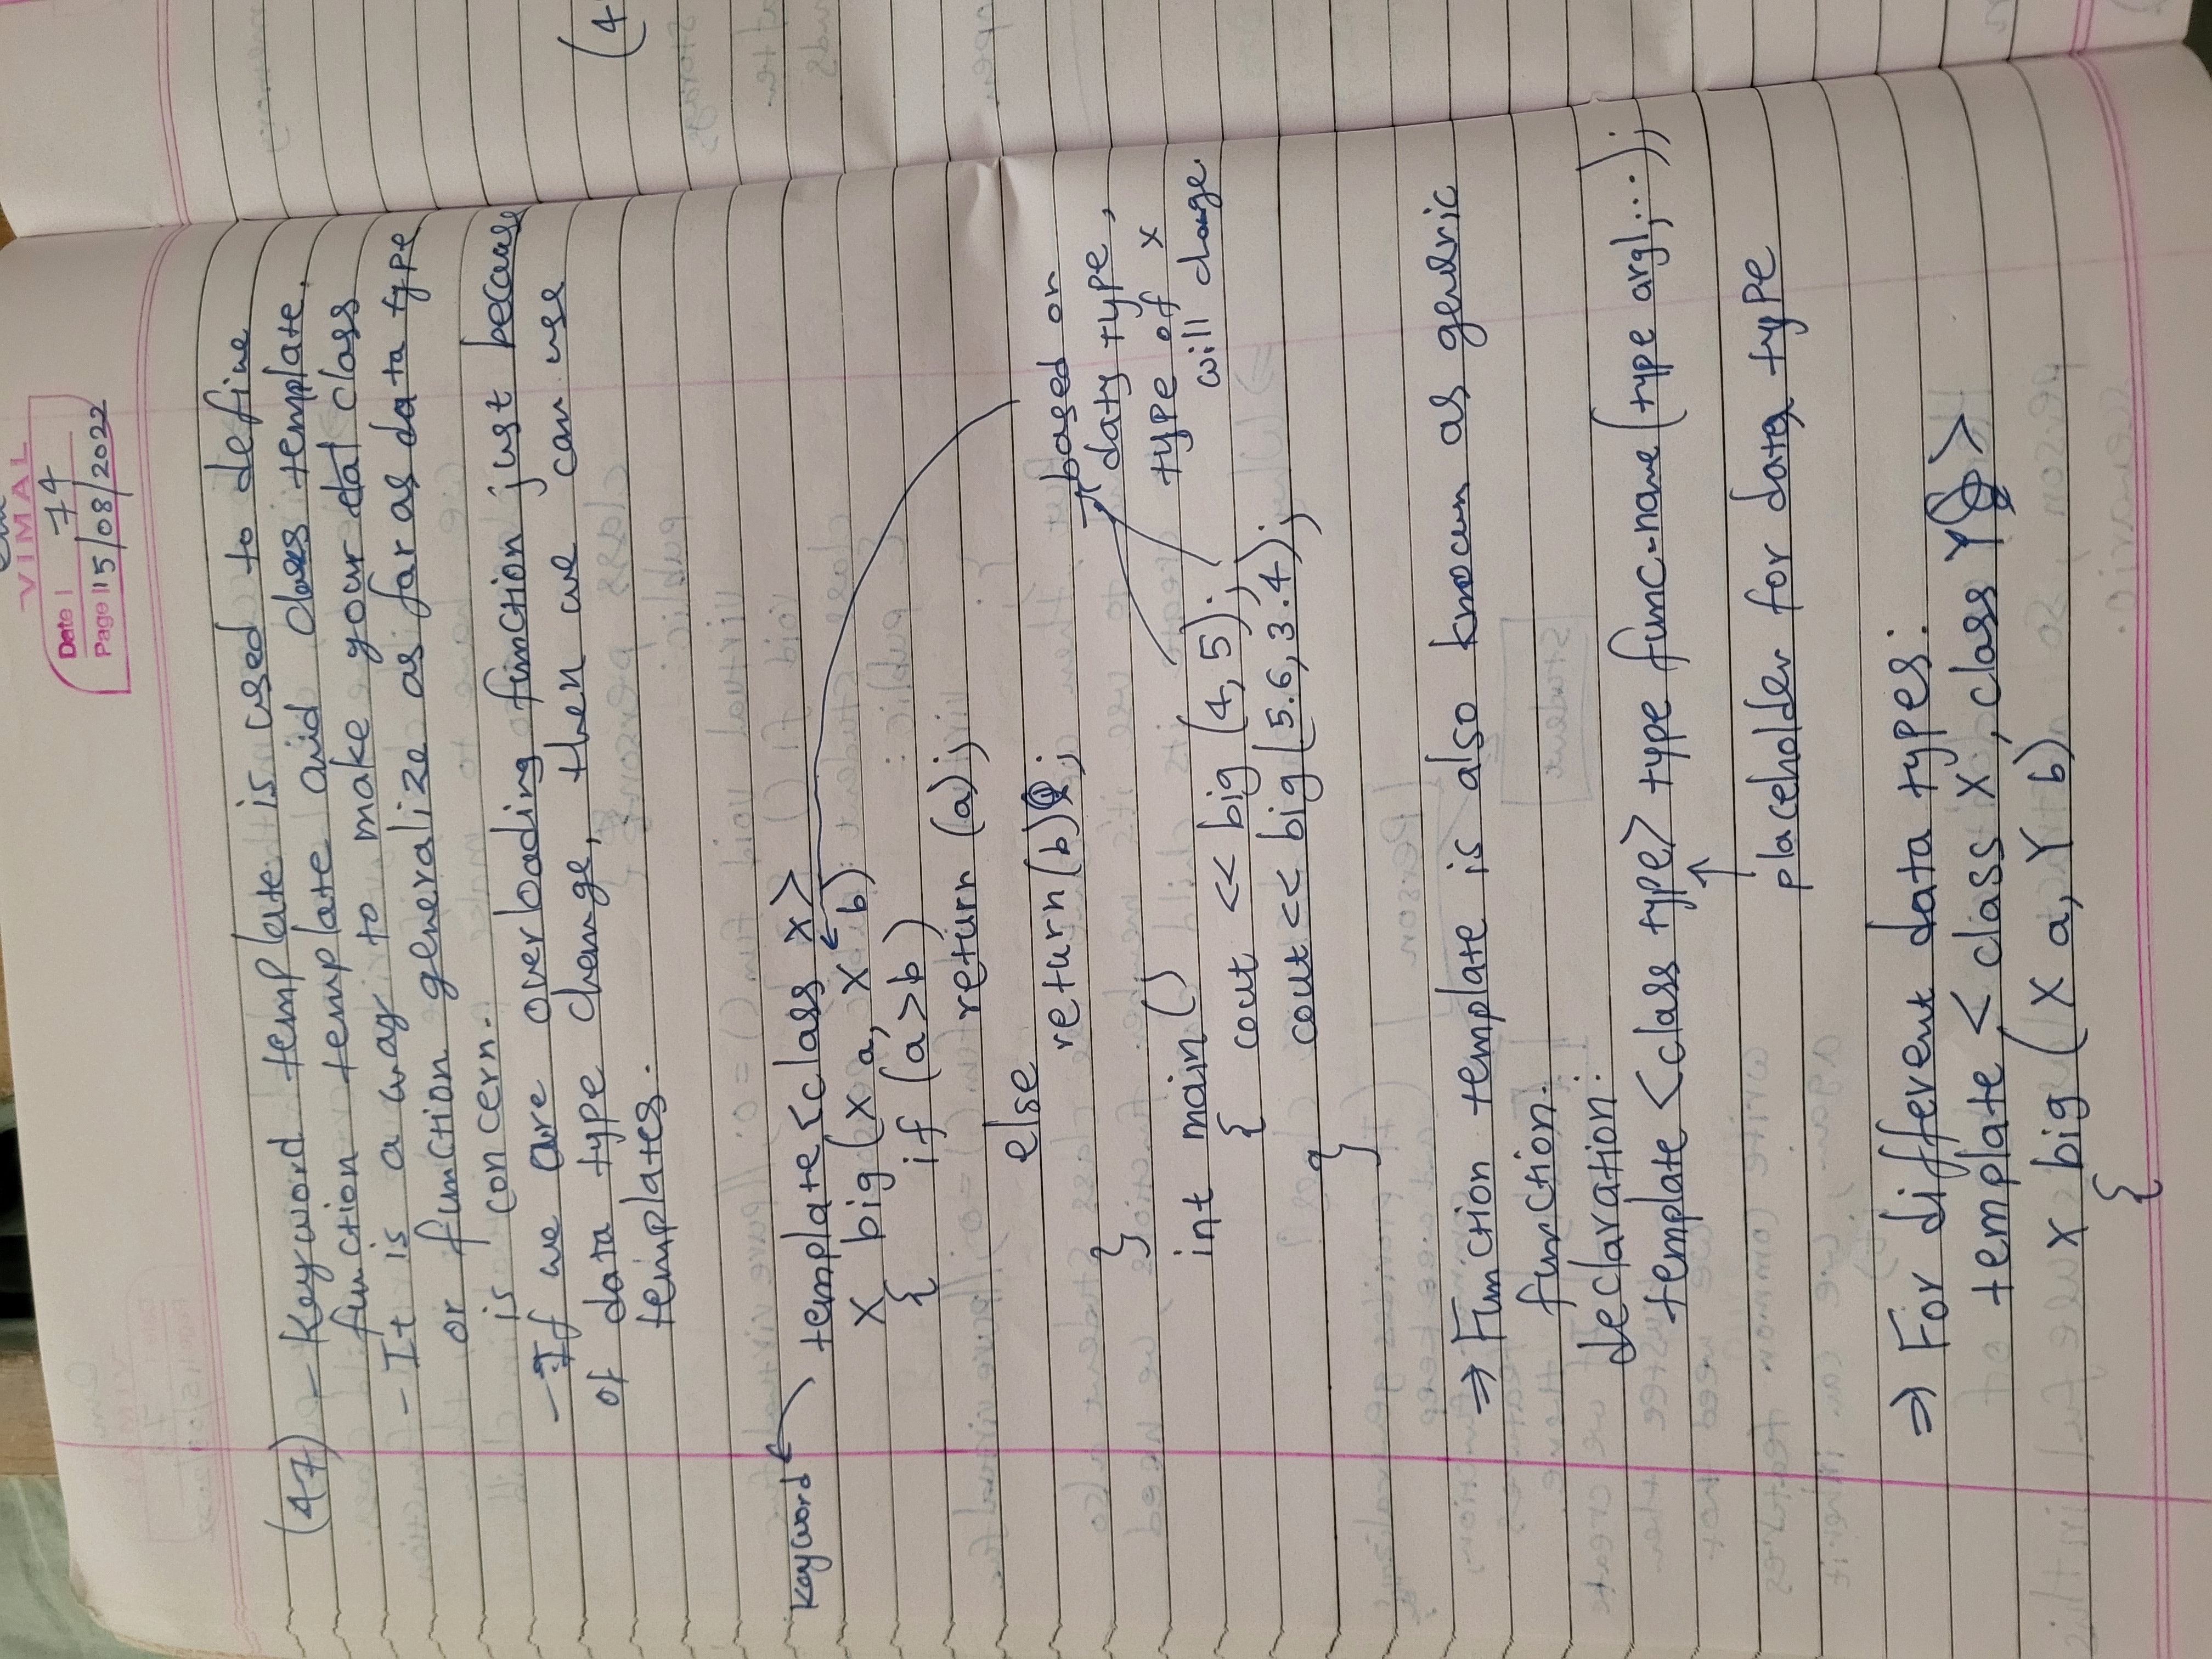 VIMAL
Date 74
Page 15/08/2022
(47) - Keyword template is used to define
function template and class template.
- It is a way to make your class
or function generalize as far as data type
is concern.
- If we are overloading function just because
of data type change, then we can use
templates.
keyword
template <class X>
X big (X a, X b)
{ if (a>b)
return (a);
else
return(b);
}
int main()
{ cout << big (4, 5);
cout << big(5.6, 3.4);
}
based on
data type,
type of X
will change.
⇒ Function template is also known as generic
function.
declaration:
template <class type> type func-name(type arg1,...);
↑
placeholder for data type
⇒ For different data types:
template < class X, class Y >
X big (X a, Y b)
{